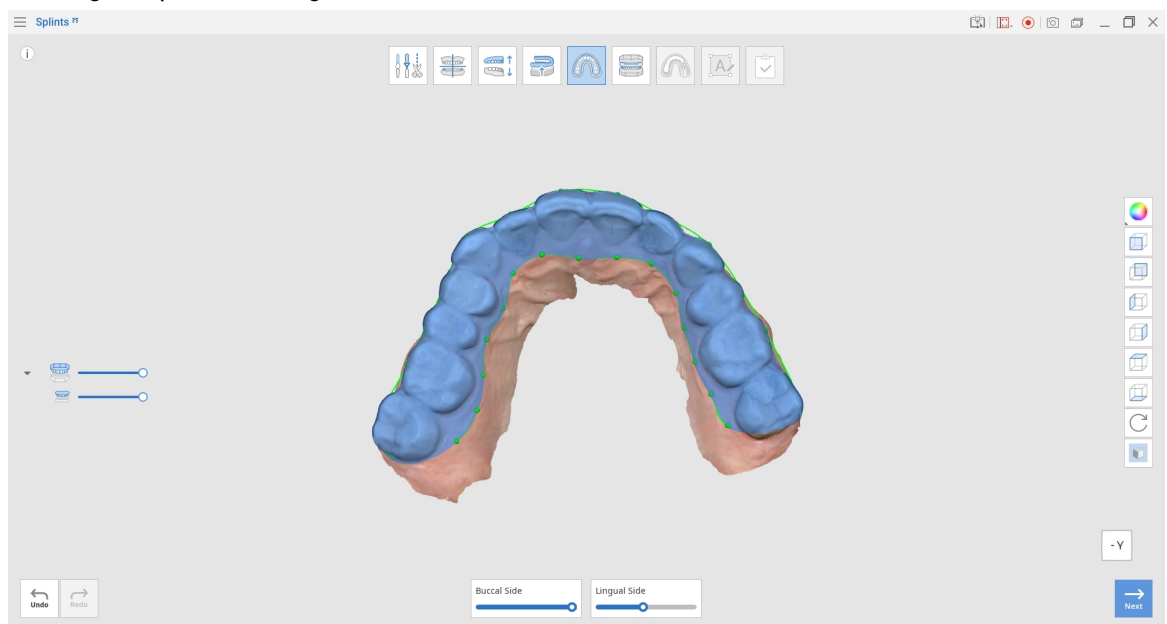 Splints
- Y
Undo
Redo
Buccal Side
Lingual Side
Next